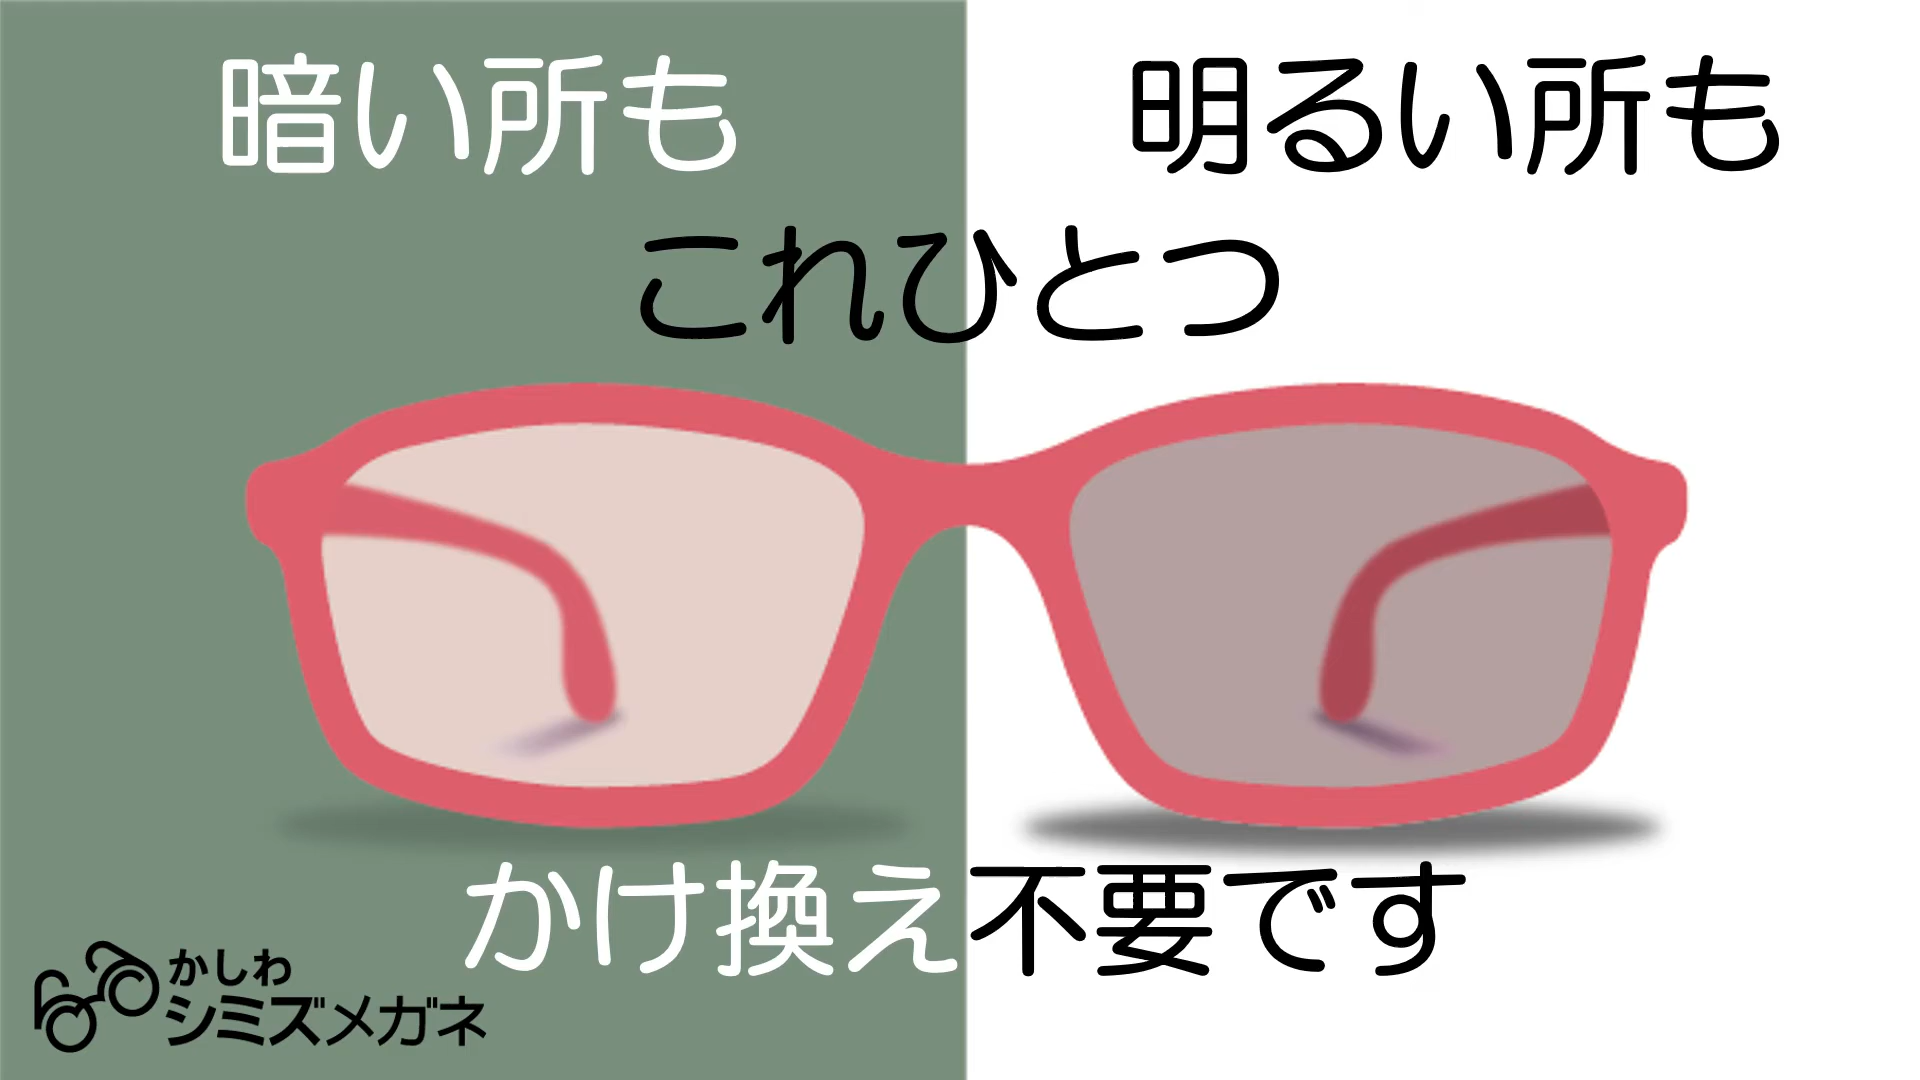 暗い所も
明るい所も
これひとつ
かけ換え不要です
かしわ
シミズメガネ